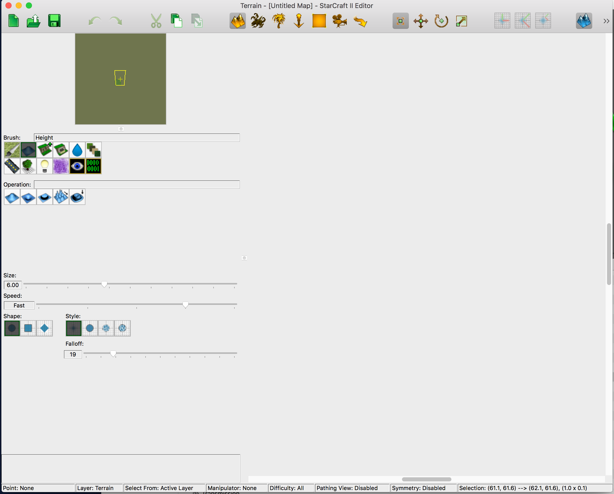 Terrain - [Untitled Map] - StarCraft II Editor
Brush: Height
Operation:
Size:
6.00
Speed:
Fast
Shape: Style:
Falloff:
19
Point: None Layer: Terrain Select From: Active Layer Manipulator: None Difficulty: All Pathing View: Disabled Symmetry: Disabled Selection: (61.1, 61.6) --> (62.1, 61.6), (1.0 x 0.1)